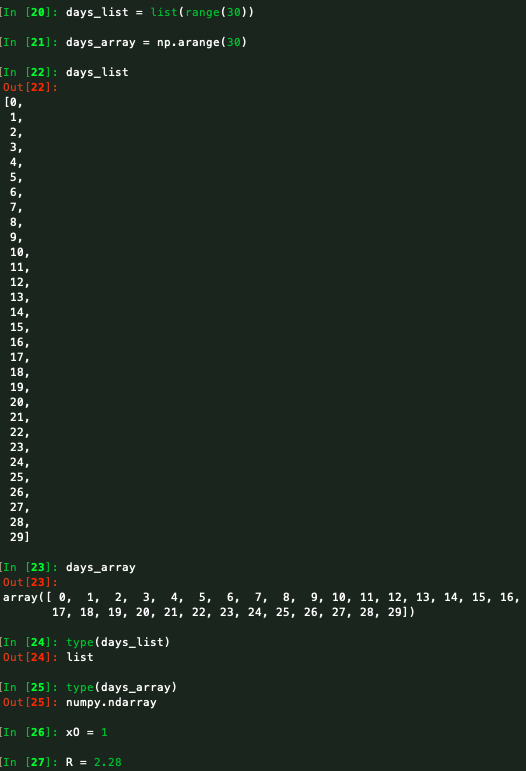 [In [20]: days_list = list(range(30))
[In [21]: days_array = np.arange(30)
[In [22]: days_list
Out[22]:
[0,
1,
2,
3,
4,
5,
6,
7,
8,
9,
10,
11,
12,
13,
14,
15,
16,
17,
18,
19,
20,
21,
22,
23,
24,
25,
26,
27,
28,
29]
[In [23]: days_array
Out[23]:
array([ 0,  1,  2,  3,  4,  5,  6,  7,  8,  9, 10, 11, 12, 13, 14, 15, 16,
17, 18, 19, 20, 21, 22, 23, 24, 25, 26, 27, 28, 29])
[In [24]: type(days_list)
Out[24]: list
[In [25]: type(days_array)
Out[25]: numpy.ndarray
[In [26]: xO = 1
[In [27]: R = 2.28